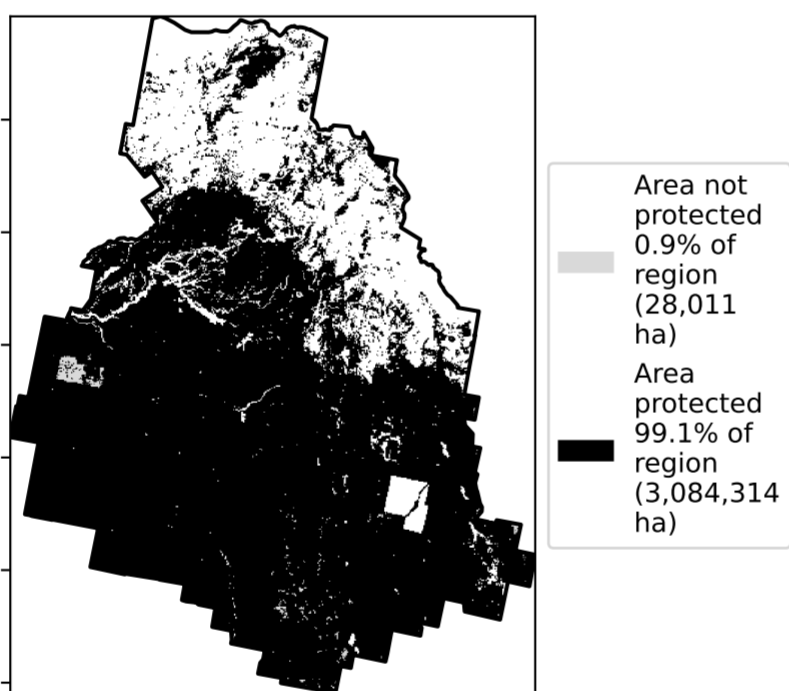 Area not
protected
0.9% of
region
(28,011
ha)
Area
protected
99.1% of
region
(3,084,314
ha)